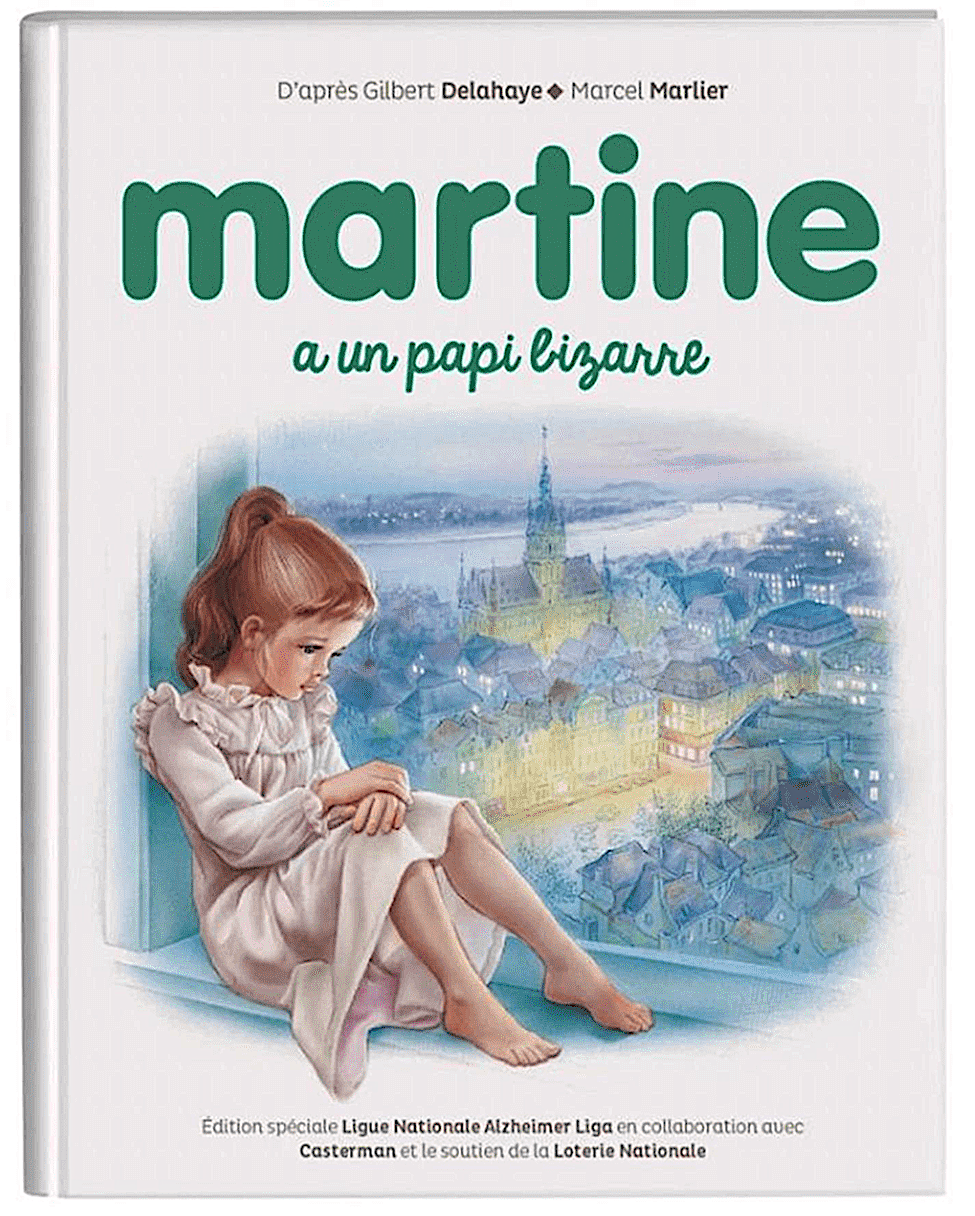 D'après Gilbert Delahaye◆ Marcel Marlier
martine
a un papi bizarre
Édition spéciale Ligue Nationale Alzheimer Liga en collaboration avec
Casterman et le soutien de la Loterie Nationale